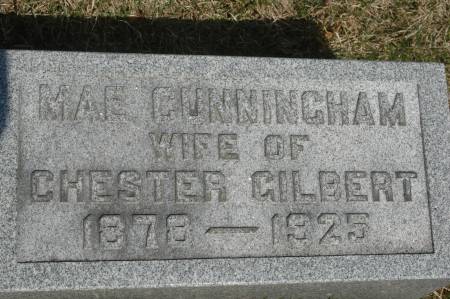 MAE CUNNINGHAM
WIFE OF
CHESTER GILBERT
1878 — 1925